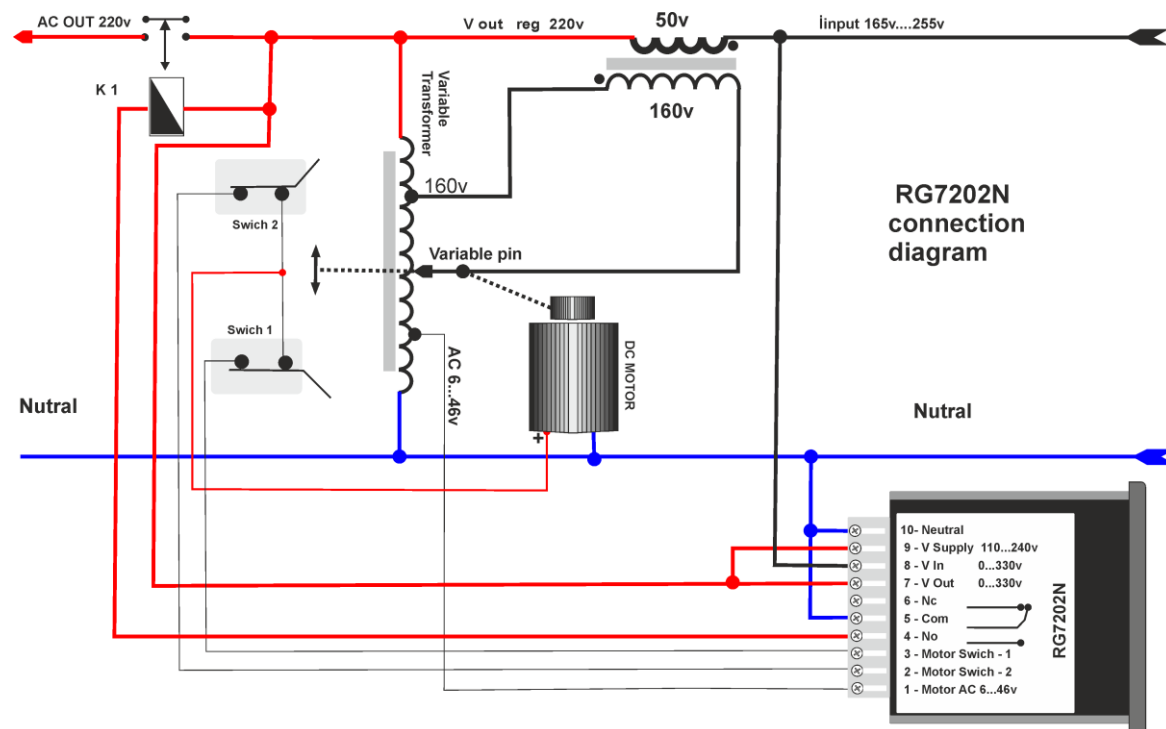 AC OUT 220v
V out reg 220v
50v
İinput 165v....255v
K 1
Variable
Transformer
160v
160v
RG7202N
connection
diagram
Swich 2
Variable pin
Swich 1
AC 6...46v
DC MOTOR
+
Nutral
Nutral
10- Neutral
9 - V Supply 110...240v
8 - V In 0...330v
7 - V Out 0...330v
6 - Nc
5 - Com
4 - No
3 - Motor Swich - 1
2 - Motor Swich - 2
1 - Motor AC 6...46v
RG7202N